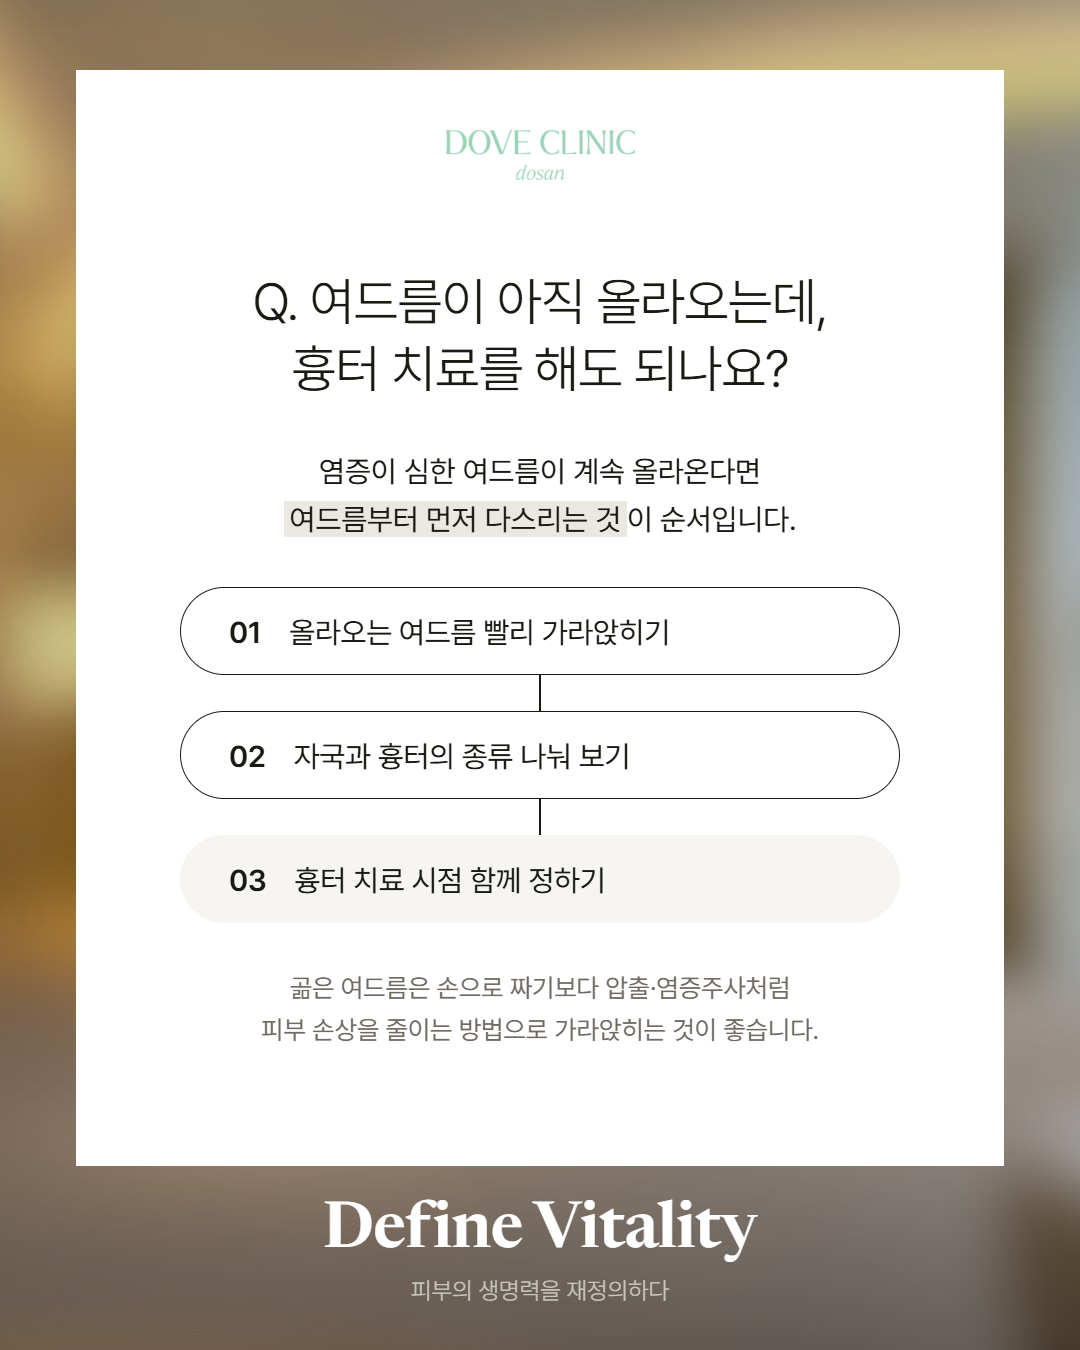 DOVE CLINIC
dosan
Q. 여드름이 아직 올라오는데,
흉터 치료를 해도 되나요?
염증이 심한 여드름이 계속 올라온다면
여드름부터 먼저 다스리는 것이 순서입니다.
01 올라오는 여드름 빨리 가라앉히기
02 자국과 흉터의 종류 나눠 보기
03 흉터 치료 시점 함께 정하기
곪은 여드름은 손으로 짜기보다 압출·염증주사처럼
피부 손상을 줄이는 방법으로 가라앉히는 것이 좋습니다.
Define Vitality
피부의 생명력을 재정의하다